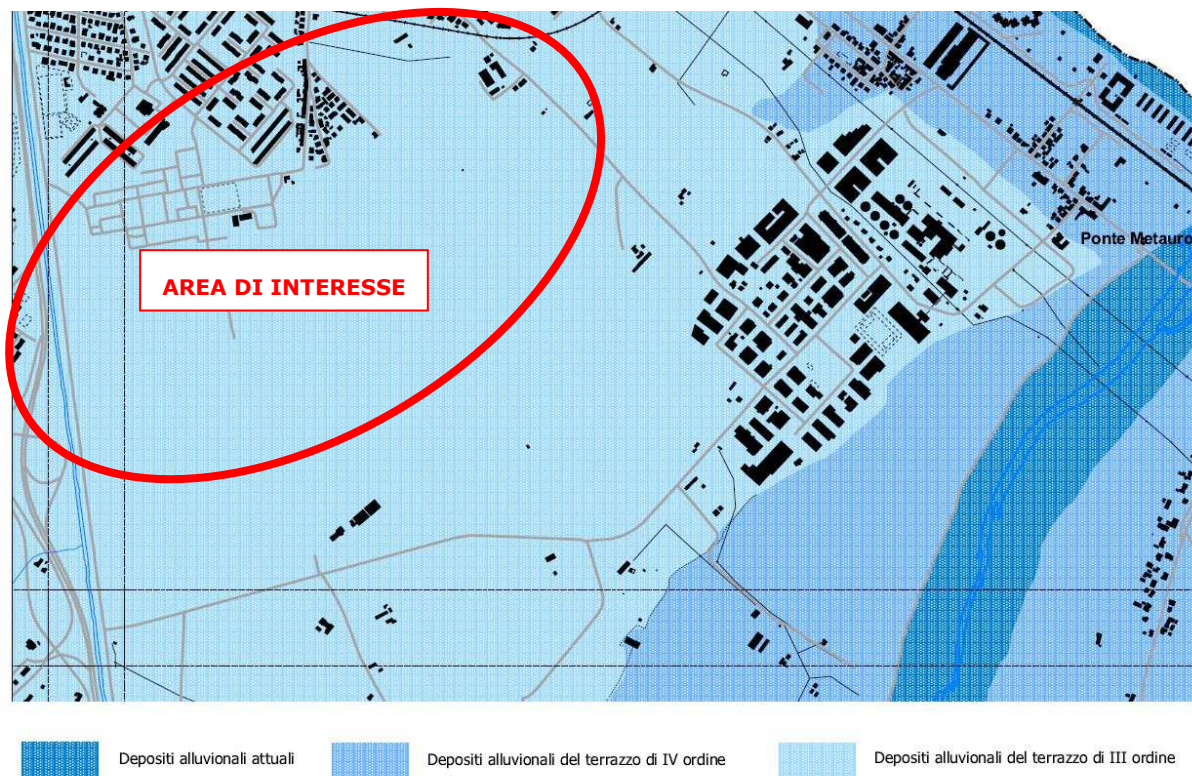 Ponte Metauro
AREA DI INTERESSE
Depositi alluvionali attuali
Depositi alluvionali del terrazzo di IV ordine
Depositi alluvionali del terrazzo di III ordine